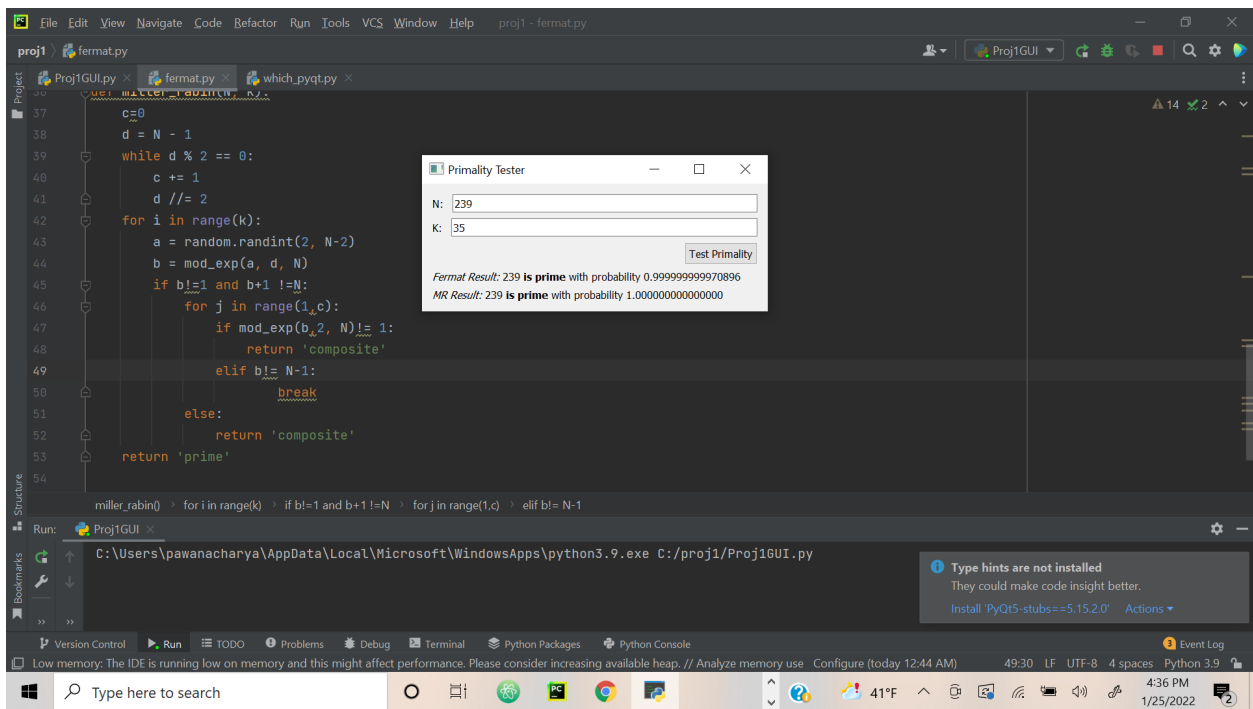 File Edit View Navigate Code Refactor Run Tools VCS Window Help proj1 - fermat.py
proj1 fermat.py Proj1GUI
Project
Proj1GUI.py fermat.py which_pyqt.py
36 def miller_rabin(N, k):
14 2
37 c=0
38 d = N - 1
39 while d % 2 == 0:
40 c += 1
41 d //= 2
42 for i in range(k):
43 a = random.randint(2, N-2)
44 b = mod_exp(a, d, N)
45 if b!=1 and b+1 !=N:
46 for j in range(1,c):
47 if mod_exp(b,2, N)!= 1:
48 return 'composite'
49 elif b!= N-1:
50 break
51 else:
52 return 'composite'
53 return 'prime'
54
Primality Tester
N: 239
K: 35
Test Primality
Fermat Result: 239 is prime with probability 0.999999999970896
MR Result: 239 is prime with probability 1.000000000000000
Structure
miller_rabin() for i in range(k) if b!=1 and b+1 !=N for j in range(1,c) elif b!= N-1
Run: Proj1GUI
C:\Users\pawanacharya\AppData\Local\Microsoft\WindowsApps\python3.9.exe C:/proj1/Proj1GUI.py
Bookmarks
Type hints are not installed
They could make code insight better.
Install 'PyQt5-stubs==5.15.2.0' Actions
Version Control Run TODO Problems Debug Terminal Python Packages Python Console 3 Event Log
Low memory: The IDE is running low on memory and this might affect performance. Please consider increasing available heap. // Analyze memory use Configure (today 12:44 AM) 49:30 LF UTF-8 4 spaces Python 3.9
Type here to search
41°F
4:36 PM
1/25/2022
2